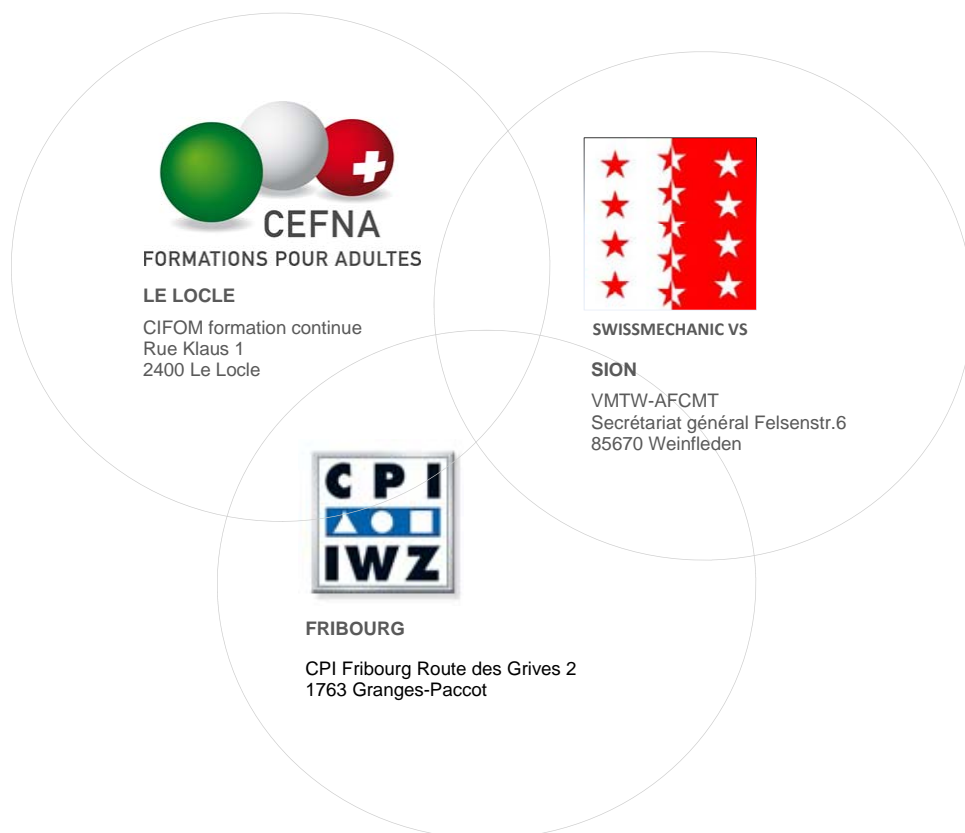 CEFNA
FORMATIONS POUR ADULTES
LE LOCLE
CIFOM formation continue
Rue Klaus 1
2400 Le Locle
SWISSMECHANIC VS
SION
VMTW-AFCMT
Secrétariat général Felsenstr.6
85670 Weinfleden
CPI
IWZ
FRIBOURG
CPI Fribourg Route des Grives 2
1763 Granges-Paccot